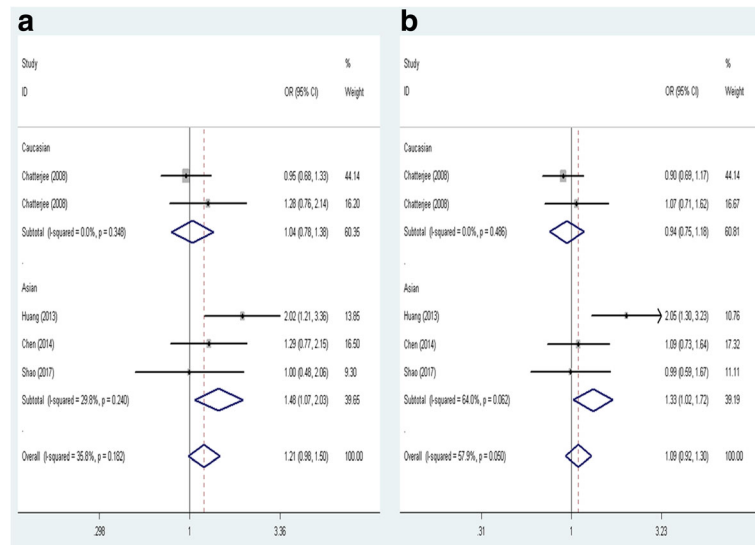 a
Study %
ID OR (95% CI) Weight
Caucasian
Chatterjee (2008) 0.95 (0.68, 1.33) 44.14
Chatterjee (2008) 1.28 (0.76, 2.14) 16.20
Subtotal (I-squared = 0.0%, p = 0.348) 1.04 (0.78, 1.38) 60.35
.
Asian
Huang (2013) 2.02 (1.21, 3.36) 13.85
Chen (2014) 1.29 (0.77, 2.15) 16.50
Shao (2017) 1.00 (0.48, 2.06) 9.30
Subtotal (I-squared = 29.8%, p = 0.240) 1.48 (1.07, 2.03) 39.65
.
Overall (I-squared = 35.8%, p = 0.182) 1.21 (0.98, 1.50) 100.00
.298 1 3.36
b
Study %
ID OR (95% CI) Weight
Caucasian
Chatterjee (2008) 0.90 (0.69, 1.17) 44.14
Chatterjee (2008) 1.07 (0.71, 1.62) 16.67
Subtotal (I-squared = 0.0%, p = 0.486) 0.94 (0.75, 1.18) 60.81
.
Asian
Huang (2013) 2.05 (1.30, 3.23) 10.76
Chen (2014) 1.09 (0.73, 1.64) 17.32
Shao (2017) 0.99 (0.59, 1.67) 11.11
Subtotal (I-squared = 64.0%, p = 0.062) 1.33 (1.02, 1.72) 39.19
.
Overall (I-squared = 57.9%, p = 0.050) 1.09 (0.92, 1.30) 100.00
.31 1 3.23